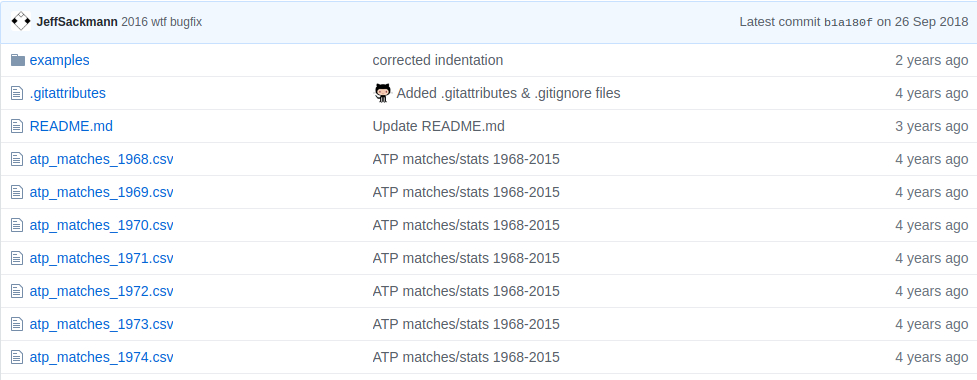 JeffSackmann 2016 wtf bugfix Latest commit b1a180f on 26 Sep 2018
examples corrected indentation 2 years ago
.gitattributes Added .gitattributes & .gitignore files 4 years ago
README.md Update README.md 3 years ago
atp_matches_1968.csv ATP matches/stats 1968-2015 4 years ago
atp_matches_1969.csv ATP matches/stats 1968-2015 4 years ago
atp_matches_1970.csv ATP matches/stats 1968-2015 4 years ago
atp_matches_1971.csv ATP matches/stats 1968-2015 4 years ago
atp_matches_1972.csv ATP matches/stats 1968-2015 4 years ago
atp_matches_1973.csv ATP matches/stats 1968-2015 4 years ago
atp_matches_1974.csv ATP matches/stats 1968-2015 4 years ago